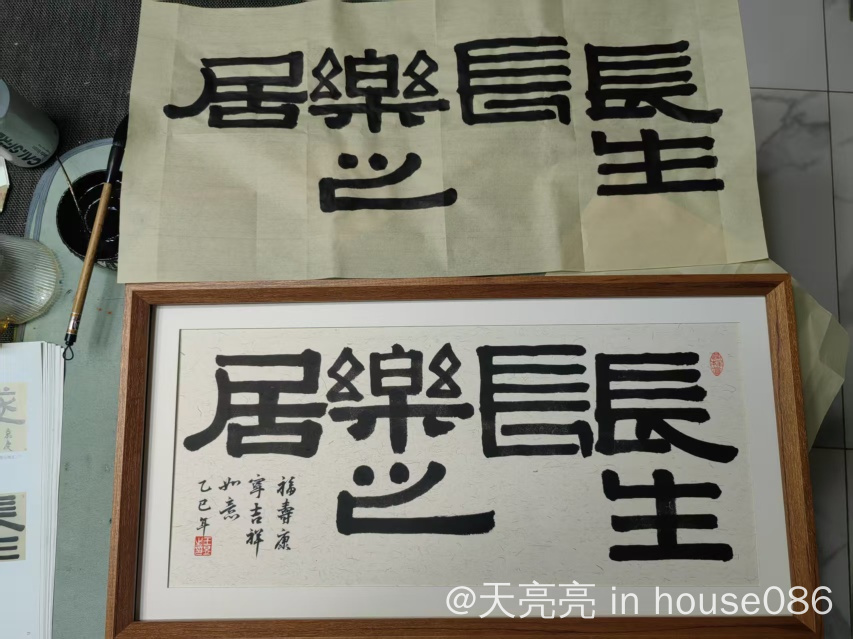 長生
長
樂之
居
長生
長
樂之
居
福壽康
寧吉祥
如意
乙巳年
@天亮亮 in house086